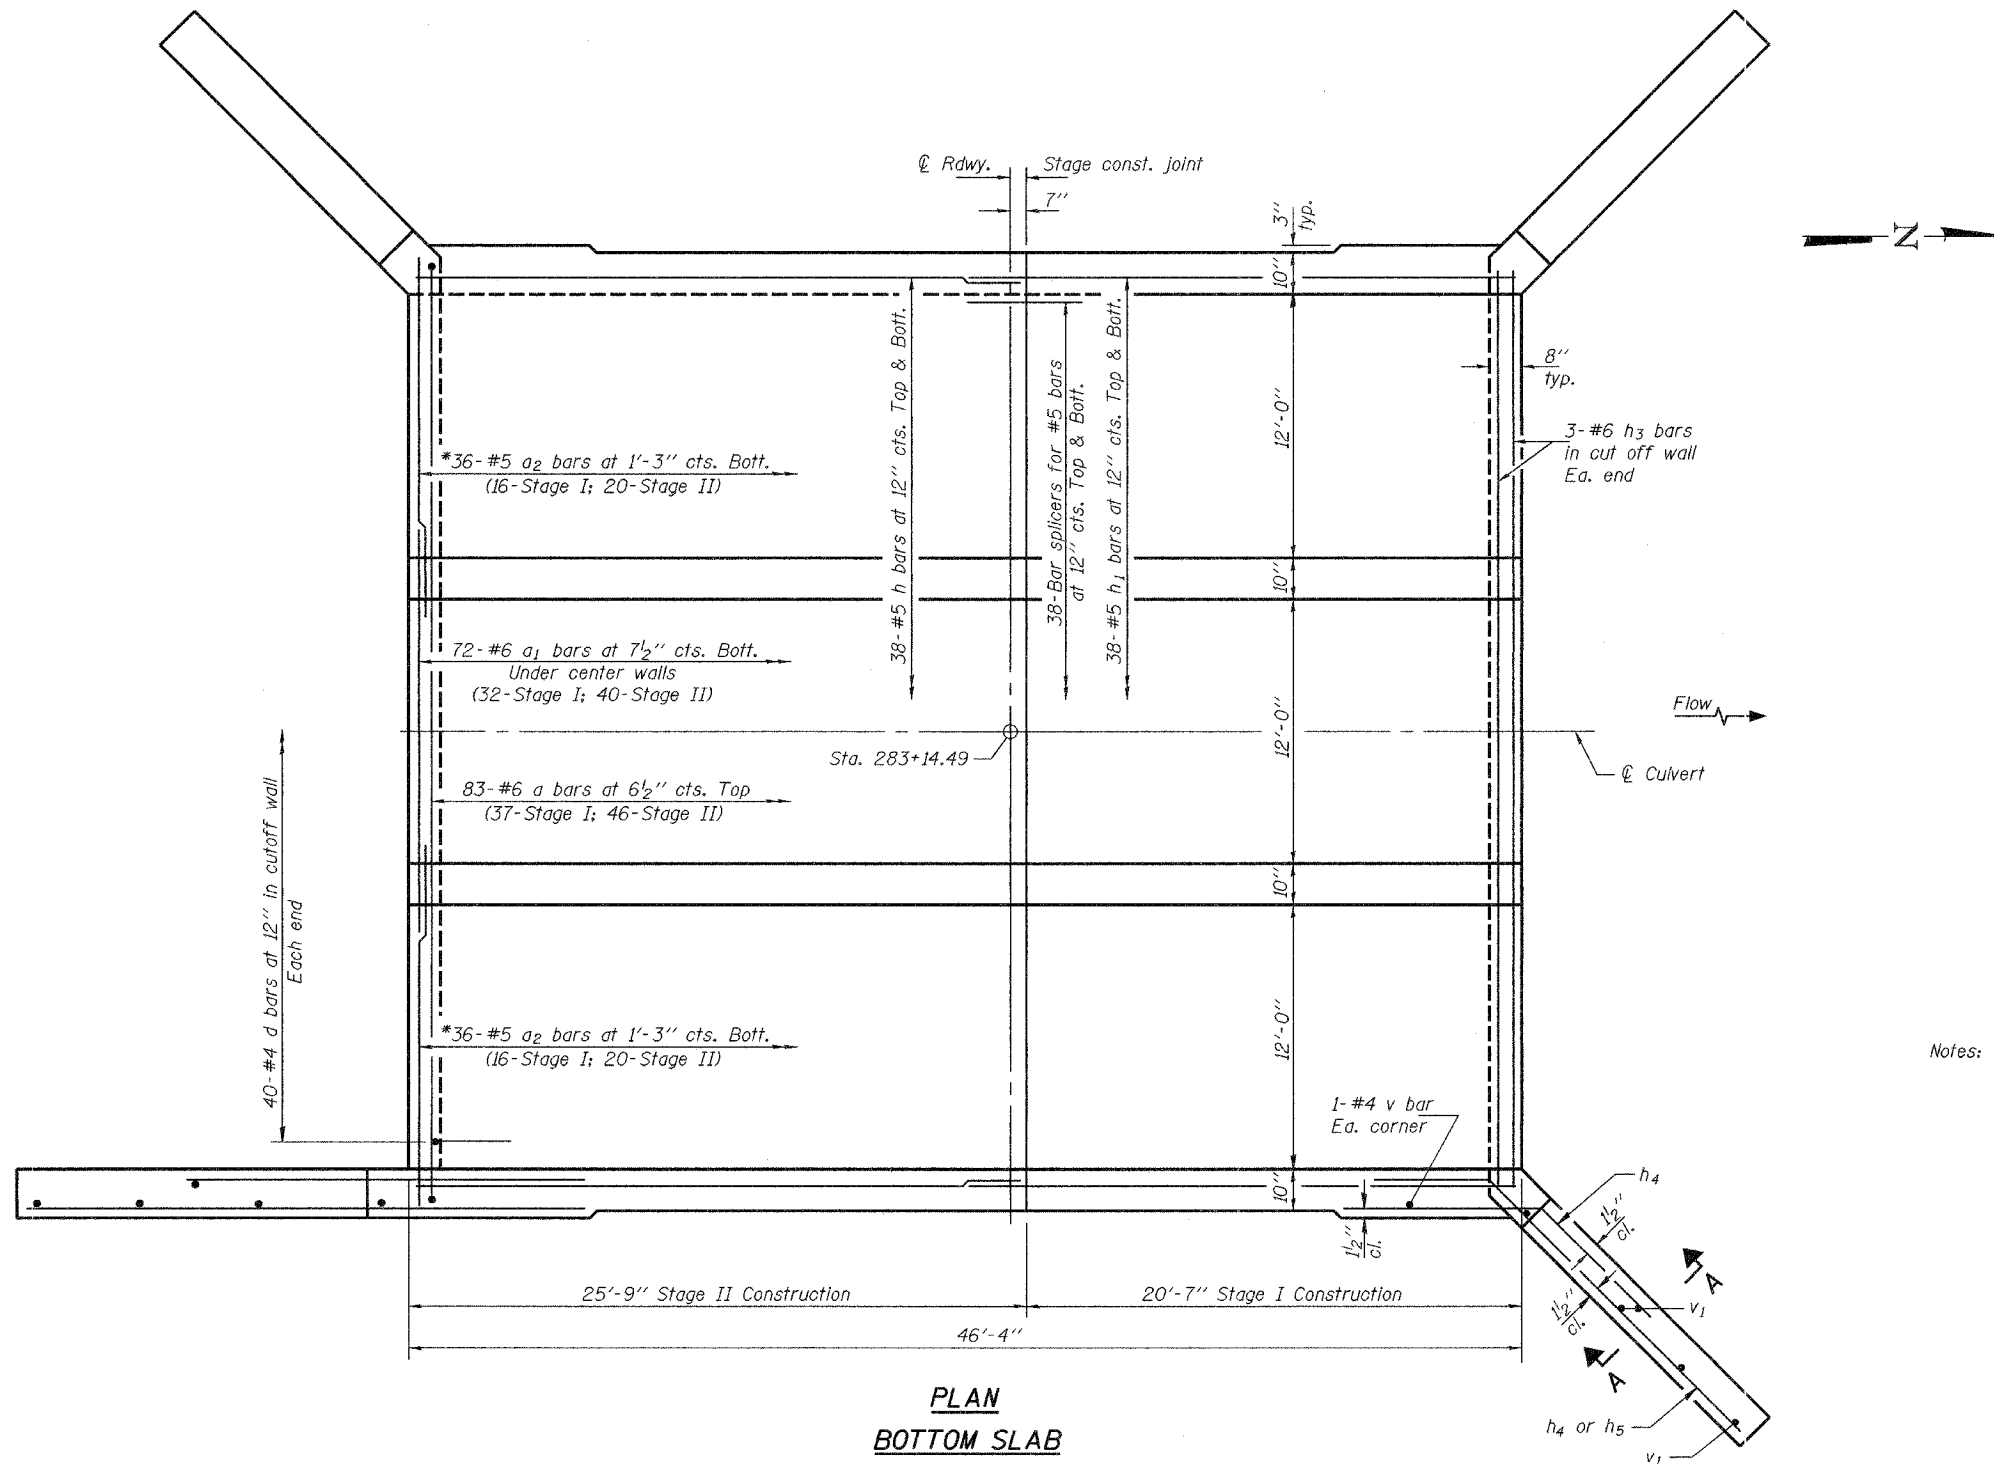 ℄ Rdwy.
Stage const. joint
7"
3"
typ.
N
10"
8"
typ.
12'-0"
3-#6 h3 bars
in cut off wall
Ea. end
*36-#5 a2 bars at 1'-3" cts. Bott.
(16-Stage I; 20-Stage II)
38-#5 h bars at 12" cts. Top & Bott.
38-Bar splicers for #5 bars
at 12" cts. Top & Bott.
38-#5 h1 bars at 12" cts. Top & Bott.
10"
72-#6 a1 bars at 7½" cts. Bott.
Under center walls
(32-Stage I; 40-Stage II)
12'-0"
Flow
Sta. 283+14.49
℄ Culvert
83-#6 a bars at 6½" cts. Top
(37-Stage I; 46-Stage II)
40-#4 d bars at 12" in cutoff wall
Each end
10"
*36-#5 a2 bars at 1'-3" cts. Bott.
(16-Stage I; 20-Stage II)
12'-0"
Notes:
1-#4 v bar
Ea. corner
10"
h4
1½"
cl.
1½"
cl.
A
25'-9" Stage II Construction
20'-7" Stage I Construction
1½"
cl.
v1
46'-4"
A
PLAN
BOTTOM SLAB
h4 or h5
v1